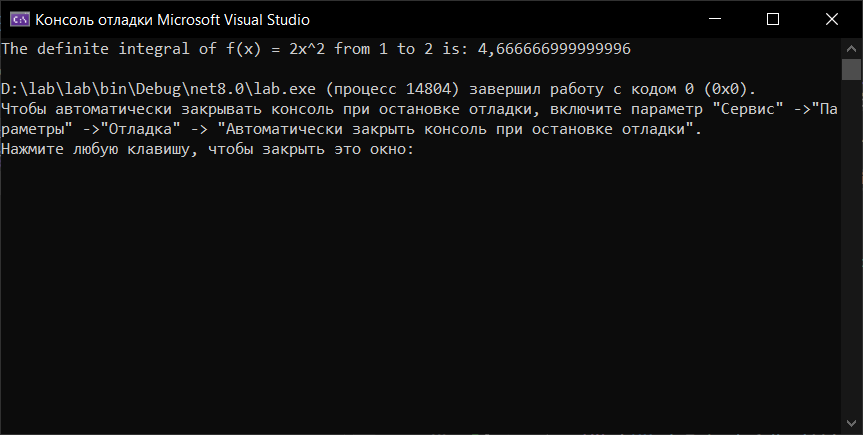 Консоль отладки Microsoft Visual Studio
The definite integral of f(x) = 2x^2 from 1 to 2 is: 4,666666999999996
D:\lab\lab\bin\Debug\net8.0\lab.exe (процесс 14804) завершил работу с кодом 0 (0x0).
Чтобы автоматически закрывать консоль при остановке отладки, включите параметр "Сервис" ->"Па
раметры" ->"Отладка" -> "Автоматически закрыть консоль при остановке отладки".
Нажмите любую клавишу, чтобы закрыть это окно: